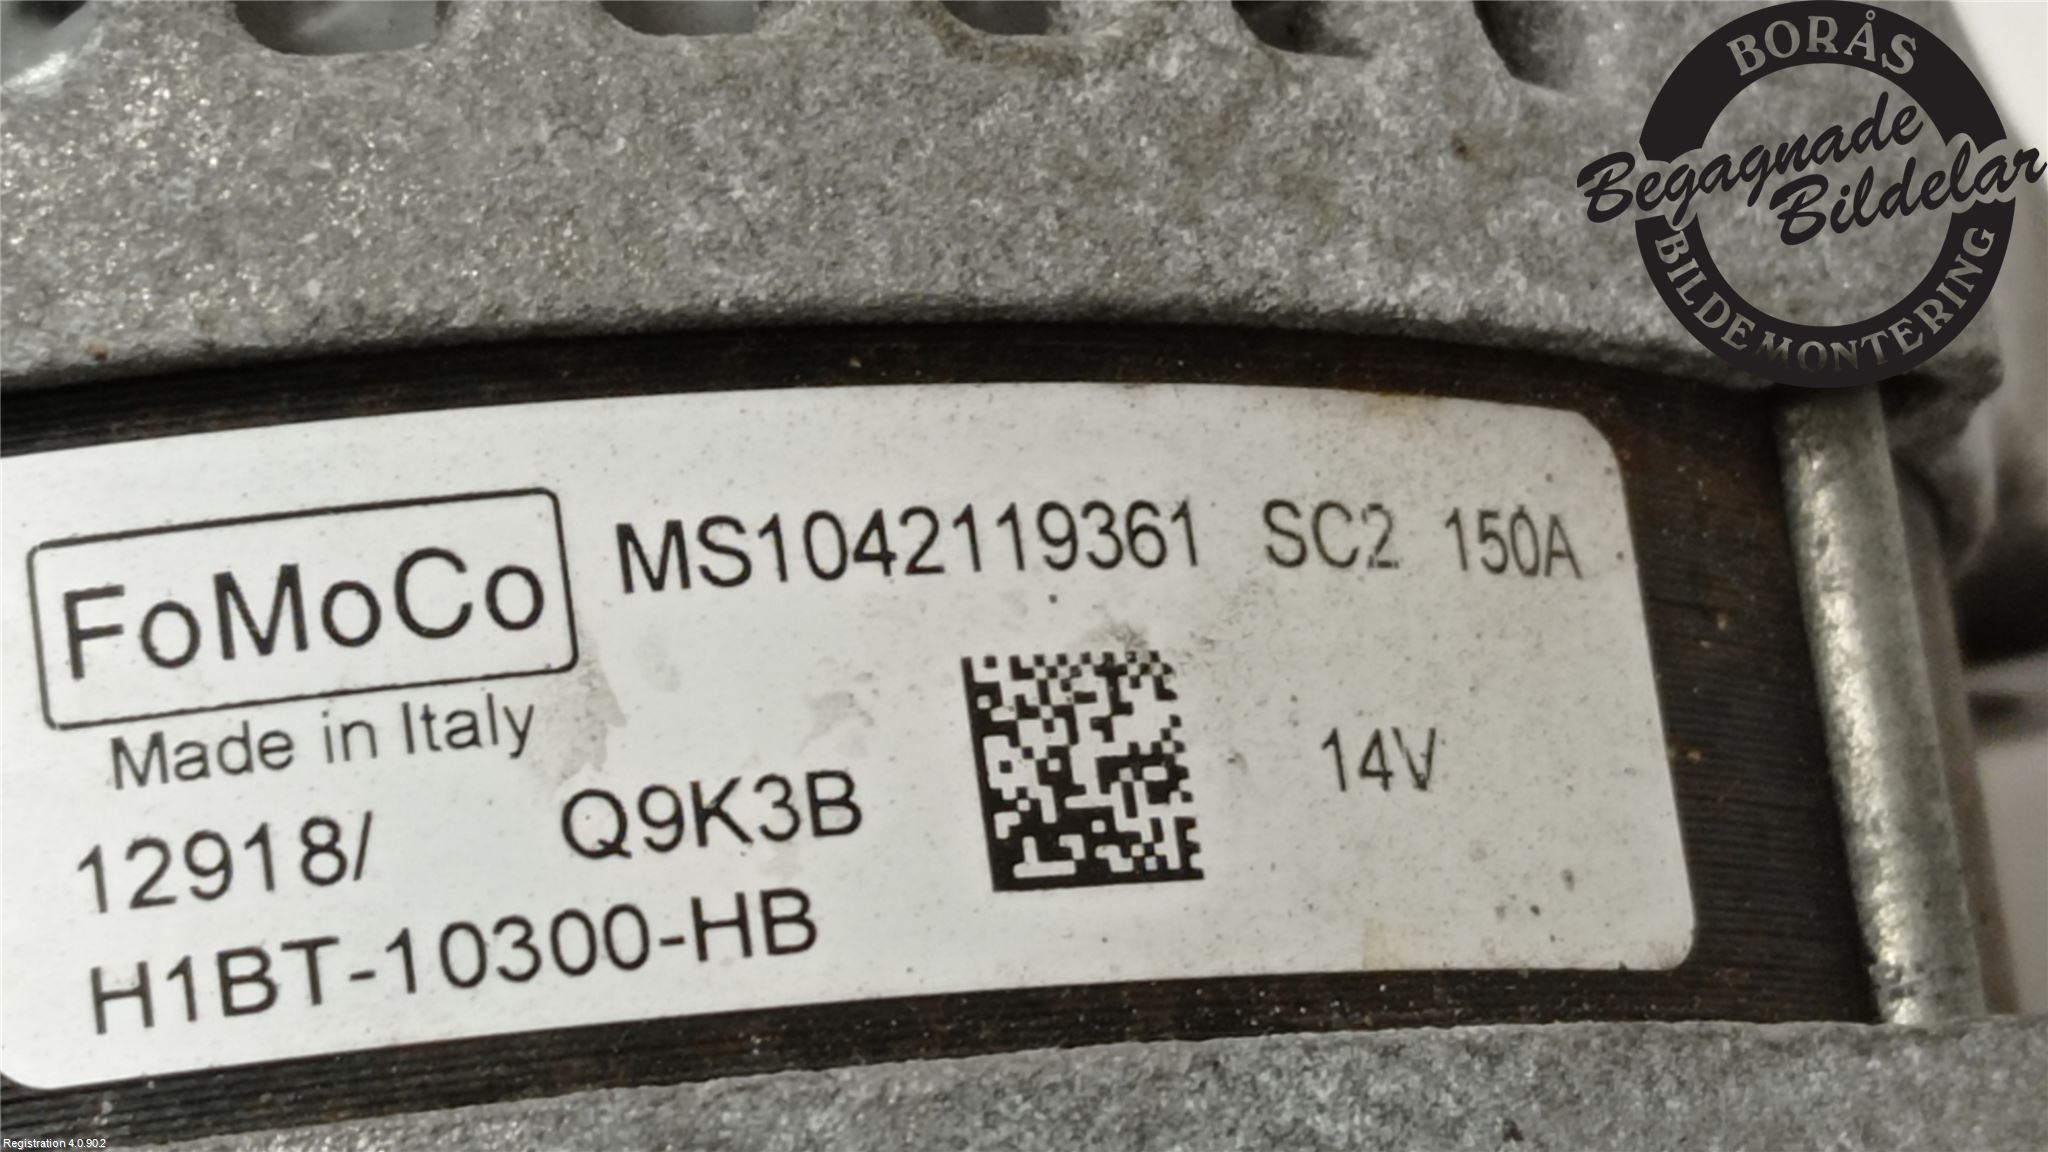 BORÅS
Begagnade
Bildelar
BILDEMONTERING
FoMoCo
MS1042119361 SC2 150A
Made in Italy
14V
12918/ Q9K3B
H1BT-10300-HB
Registration 4.0.90.2